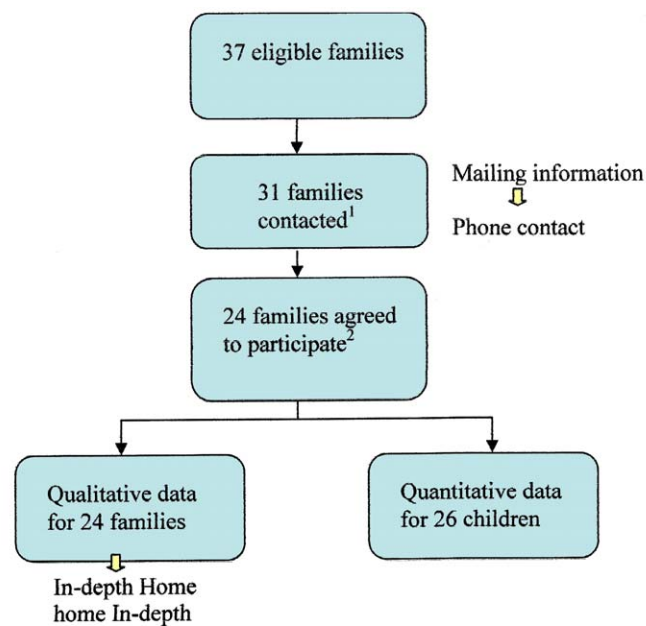 37 eligible families
31 families
contacted¹
Mailing information
Phone contact
24 families agreed
to participate²
Qualitative data
for 24 families
Quantitative data
for 26 children
In-depth Home
home In-depth